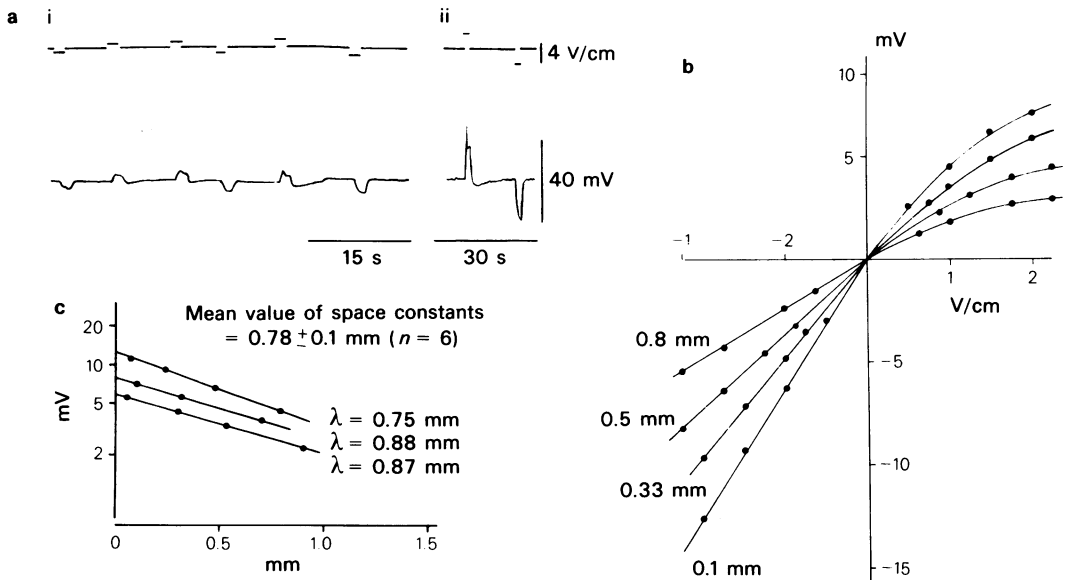 a
i
ii
4 V/cm
40 mV
15 s
30 s
b
mV
10
5
-1
-2
1
2
V/cm
-5
-10
-15
0.8 mm
0.5 mm
0.33 mm
0.1 mm
c
Mean value of space constants
= 0.78 ± 0.1 mm (n = 6)
20
10
5
2
mV
λ = 0.75 mm
λ = 0.88 mm
λ = 0.87 mm
0
0.5
1.0
1.5
mm